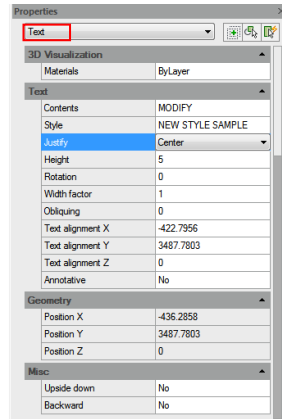 Properties
Text
3D Visualization
Materials ByLayer
Text
Contents MODIFY
Style NEW STYLE SAMPLE
Justify Center
Height 5
Rotation 0
Width factor 1
Obliquing 0
Text alignment X -422.7956
Text alignment Y 3487.7803
Text alignment Z 0
Annotative No
Geometry
Position X -436.2858
Position Y 3487.7803
Position Z 0
Misc
Upside down No
Backward No